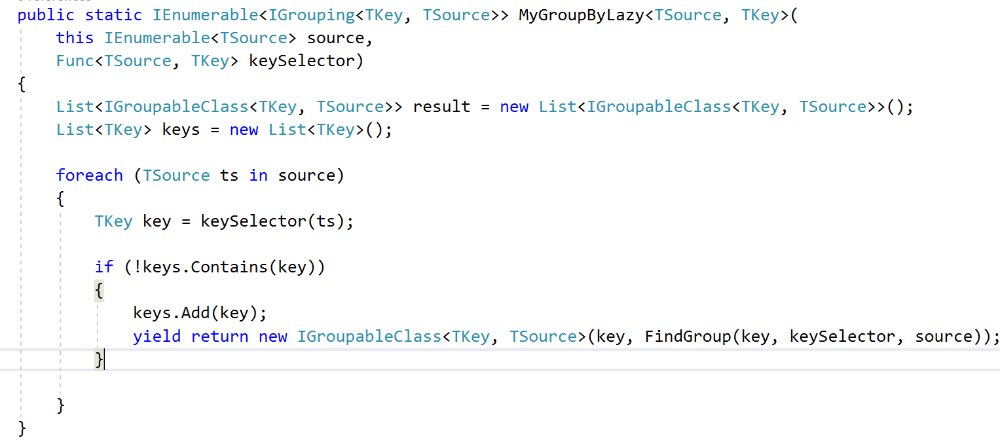 public static IEnumerable<IGrouping<TKey, TSource>> MyGroupByLazy<TSource, TKey>(
    this IEnumerable<TSource> source,
    Func<TSource, TKey> keySelector)
{
    List<IGroupableClass<TKey, TSource>> result = new List<IGroupableClass<TKey, TSource>>();
    List<TKey> keys = new List<TKey>();
    foreach (TSource ts in source)
    {
        TKey key = keySelector(ts);
        if (!keys.Contains(key))
        {
            keys.Add(key);
            yield return new IGroupableClass<TKey, TSource>(key, FindGroup(key, keySelector, source));
        }
    }
}